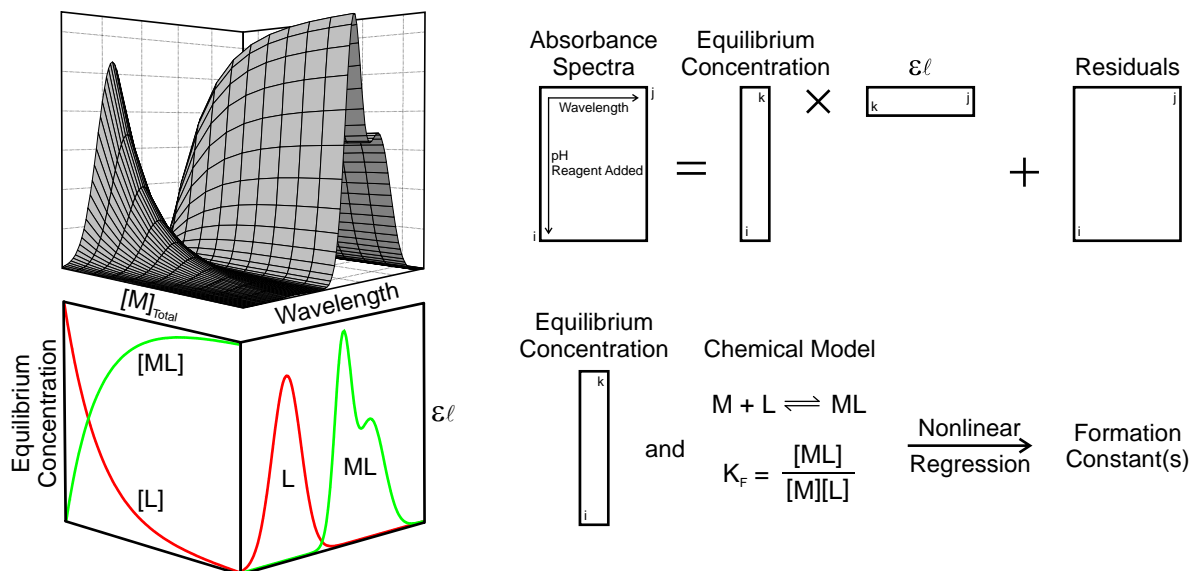 [M]Total
Wavelength
Equilibrium
Concentration
[ML]
[L]
L
ML
εℓ
Absorbance
Spectra
Wavelength
j
pH
Reagent Added
i
=
Equilibrium
Concentration
k
i
×
εℓ
k
j
+
Residuals
j
i
Equilibrium
Concentration
k
i
and
Chemical Model
M + L ⇌ ML
K_F = [ML] / [M][L]
Nonlinear
Regression
Formation
Constant(s)